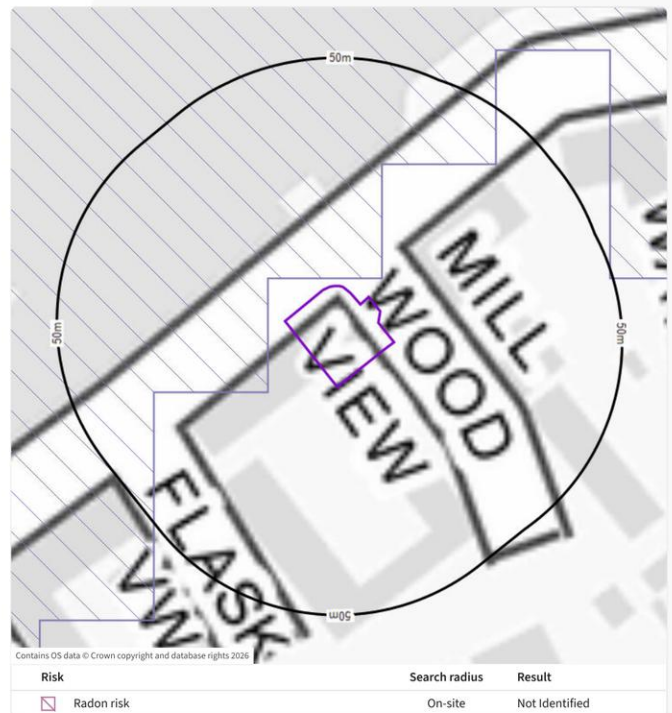 50m
50m
50m
50m
MILL
WOOD
VIEW
FLASK
VW
Contains OS data © Crown copyright and database rights 2026
Risk Search radius Result
Radon risk On-site Not Identified